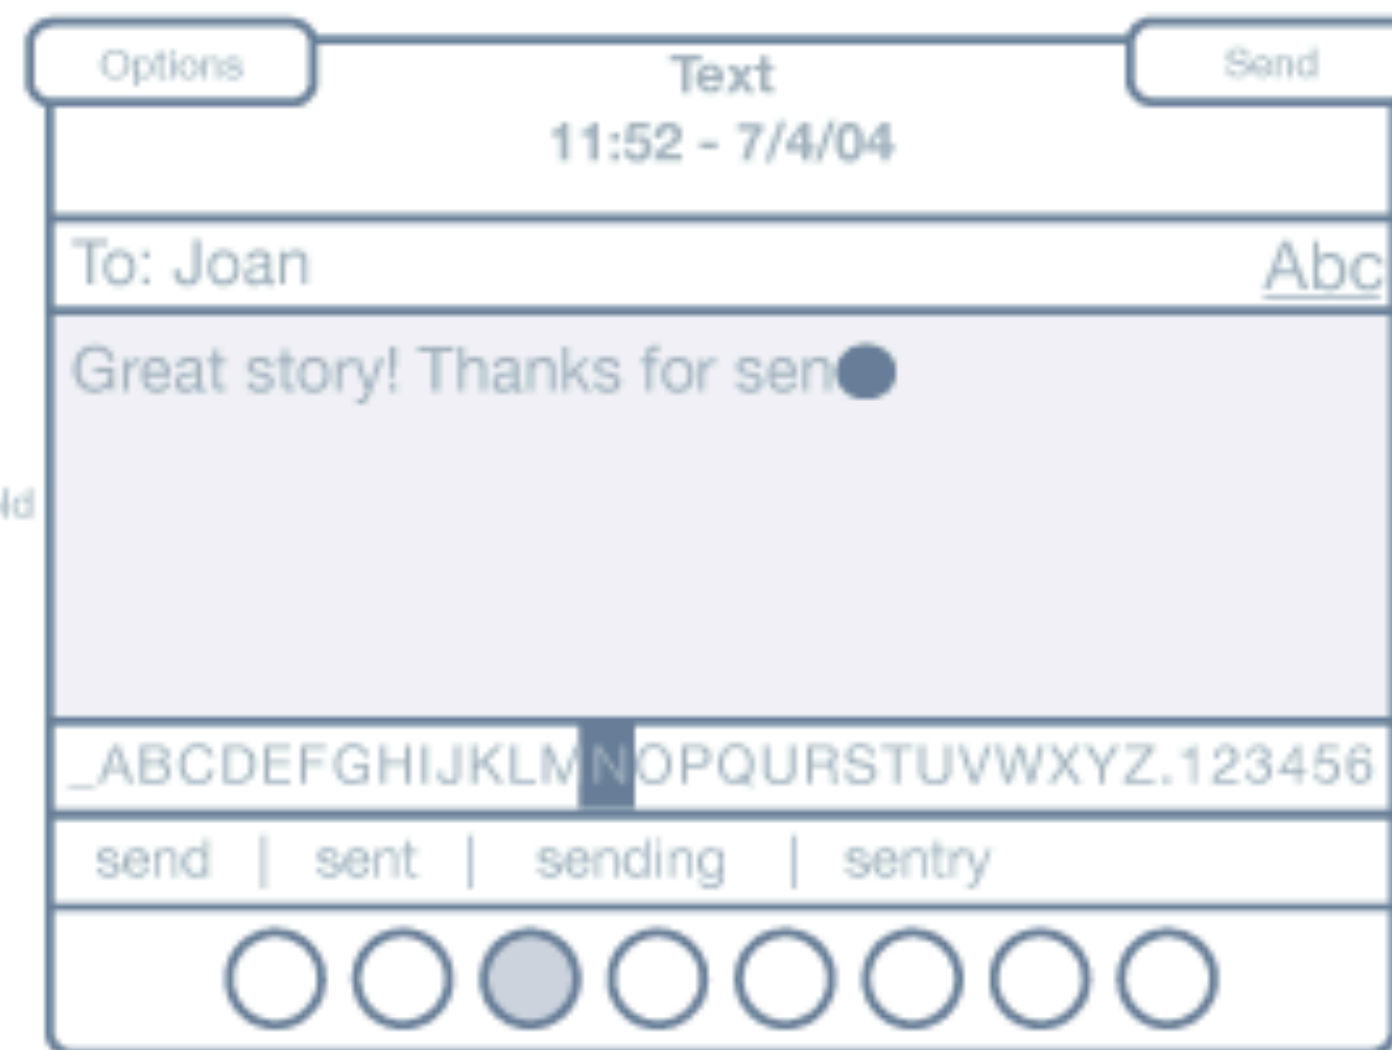 Options
Send
Text
11:52 - 7/4/04
To: Joan
Abc
Great story! Thanks for sen
_ABCDEFGHIJKLMNOPQURSTUVWXYZ.123456
send | sent | sending | sentry